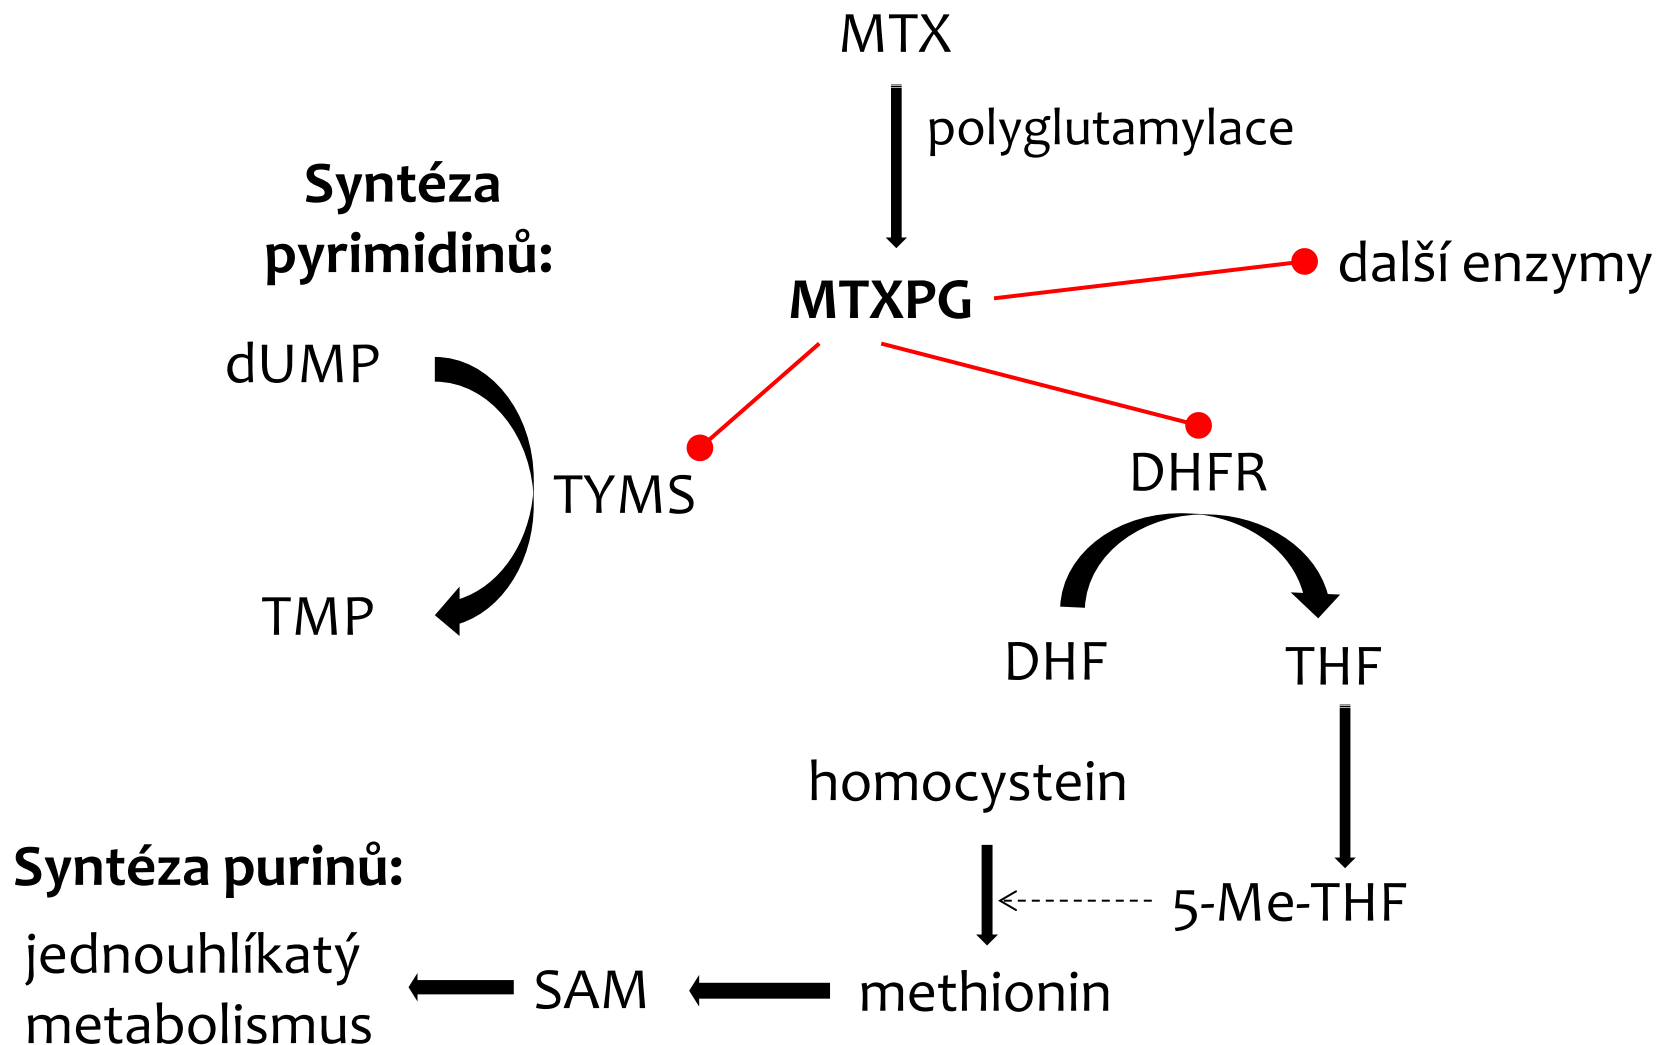 MTX
polyglutamylace
Syntéza
pyrimidinů:
další enzymy
MTXPG
dUMP
TYMS
DHFR
TMP
DHF
THF
homocystein
Syntéza purinů:
5-Me-THF
jednouhlíkatý
metabolismus
SAM
methionin